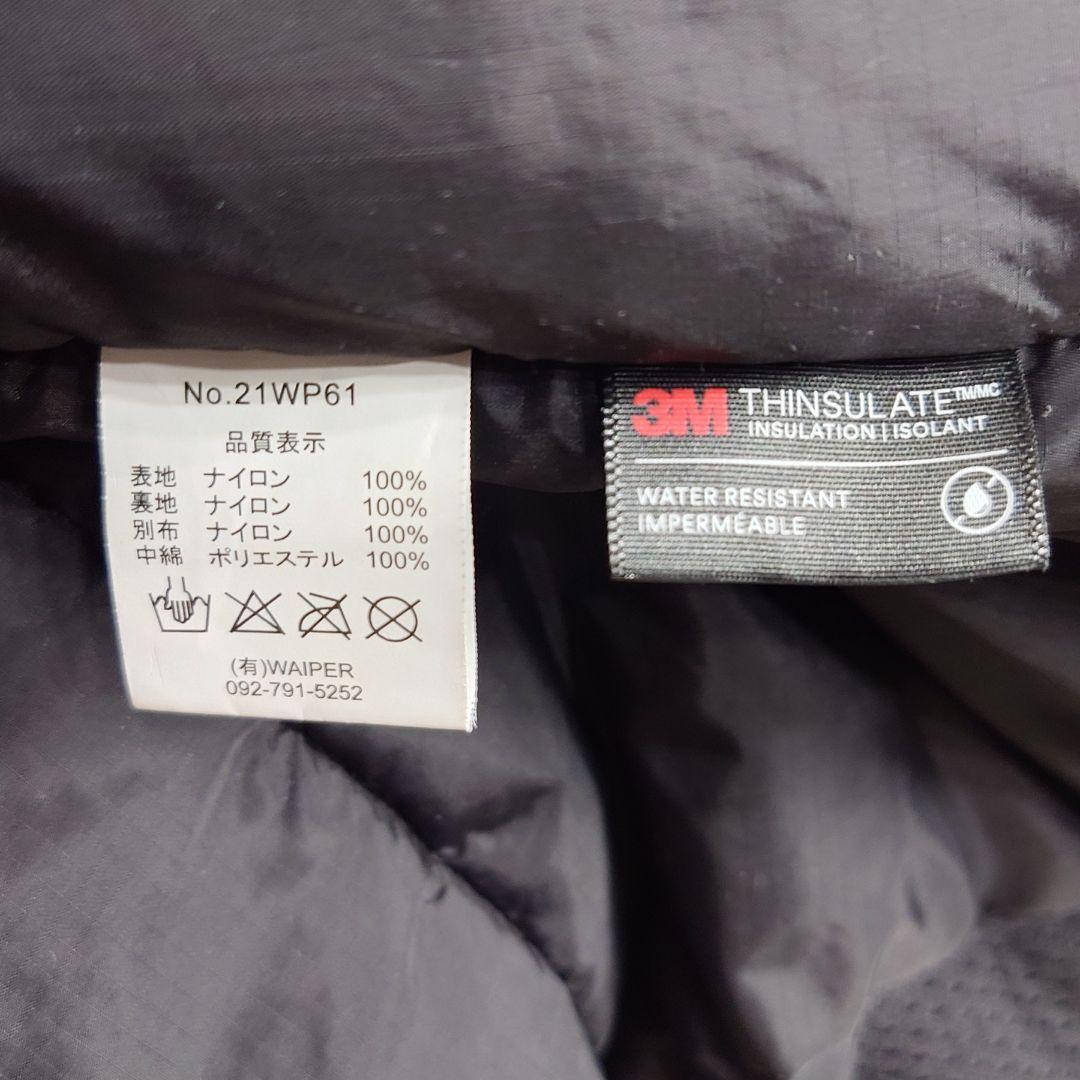 No.21WP61
品質表示
表地 ナイロン 100%
裏地 ナイロン 100%
別布 ナイロン 100%
中綿 ポリエステル 100%
(有)WAIPER
092-791-5252
3M THINSULATE™/MC
INSULATION | ISOLANT
WATER RESISTANT
IMPERMÉABLE